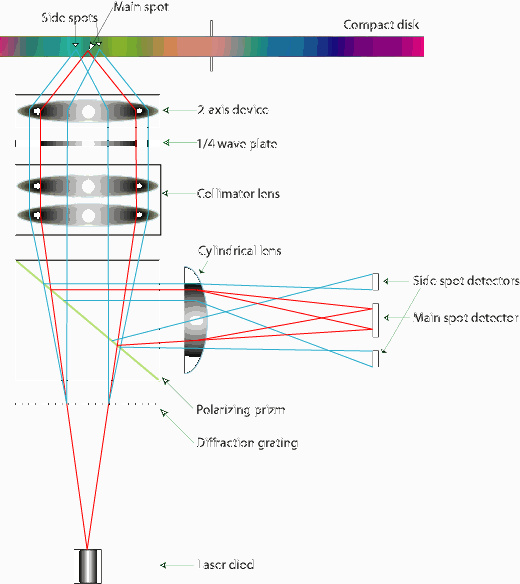 Main spot
Side spots
Compact disk
2 axis device
1/4 wave plate
Collimator lens
Cylindrical lens
Side spot detectors
Main spot detector
Polarizing prizm
Diffraction grating
Laser diod